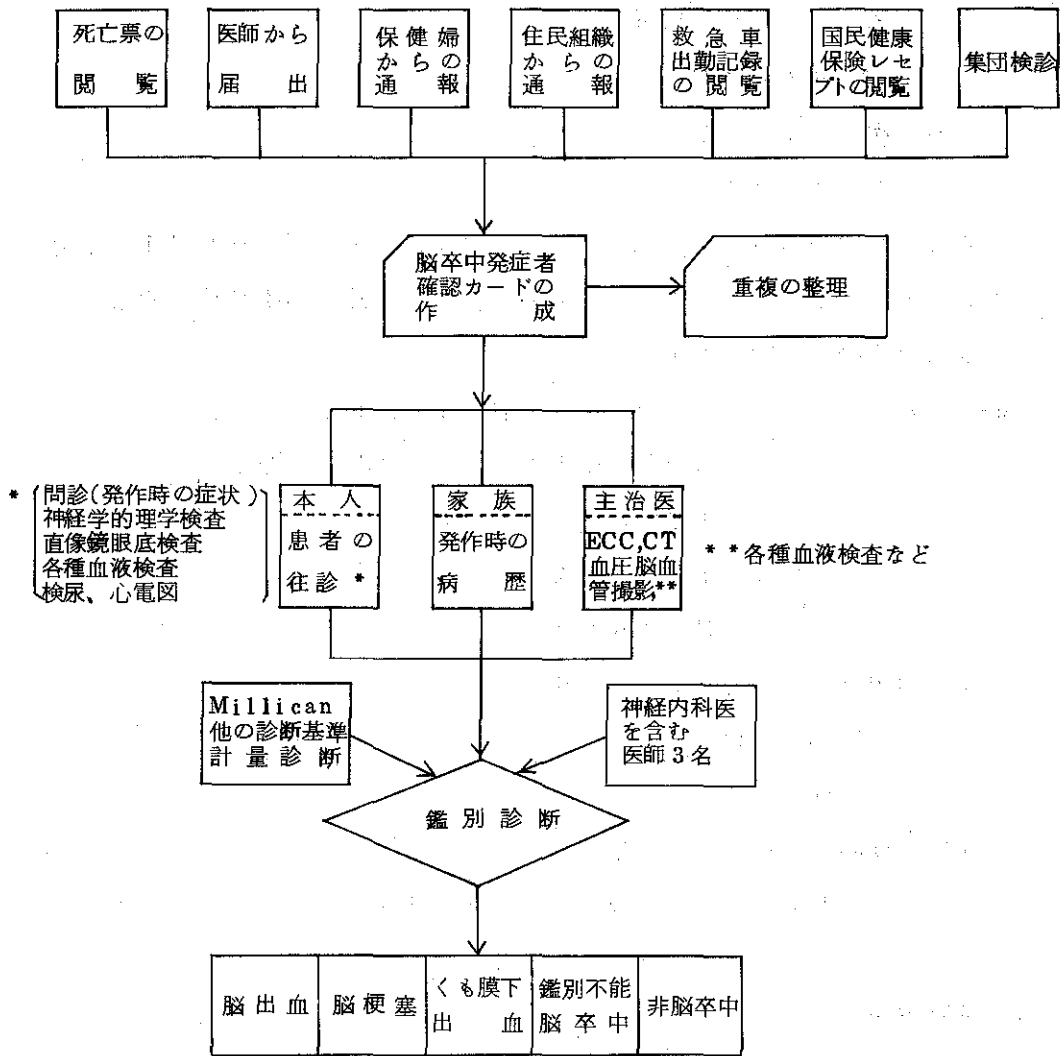 死亡票の
閲覧
医師から
届出
保健婦
からの
通報
住民組織
からの
通報
救急車
出動記録
の閲覧
国民健康
保険レセ
プトの閲覧
集団検診
脳卒中発症者
確認カードの
作成
重複の整理
* 問診(発作時の症状)
神経学的理学検査
直像鏡眼底検査
各種血液検査
検尿、心電図
本人
患者の
往診*
家族
発作時の
病歴
主治医
ECC,CT
血圧脳血
管撮影,**
**各種血液検査など
Millican
他の診断基準
計量診断
神経内科医
を含む
医師3名
鑑別診断
脳出血
脳梗塞
くも膜下
出血
鑑別不能
脳卒中
非脳卒中